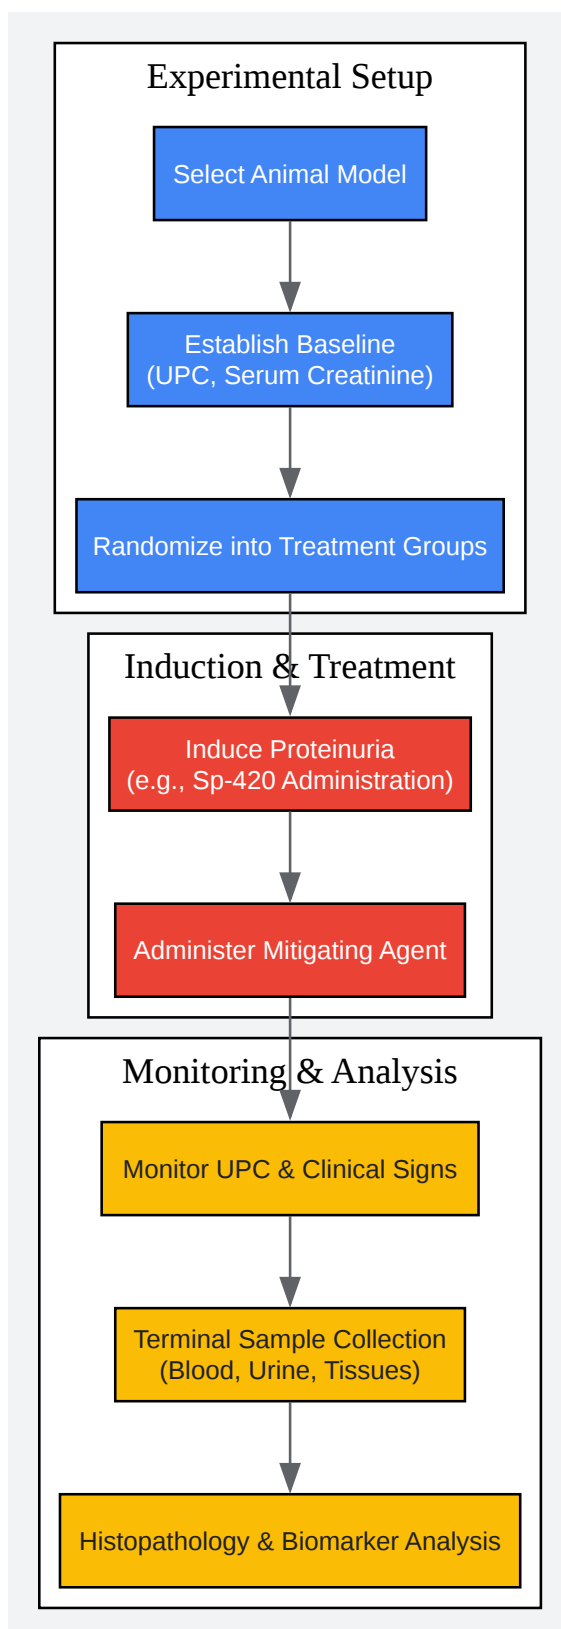 Experimental Setup
Select Animal Model
Establish Baseline
(UPC, Serum Creatinine)
Randomize into Treatment Groups
Induction & Treatment
Induce Proteinuria
(e.g., Sp-420 Administration)
Administer Mitigating Agent
Monitoring & Analysis
Monitor UPC & Clinical Signs
Terminal Sample Collection
(Blood, Urine, Tissues)
Histopathology & Biomarker Analysis